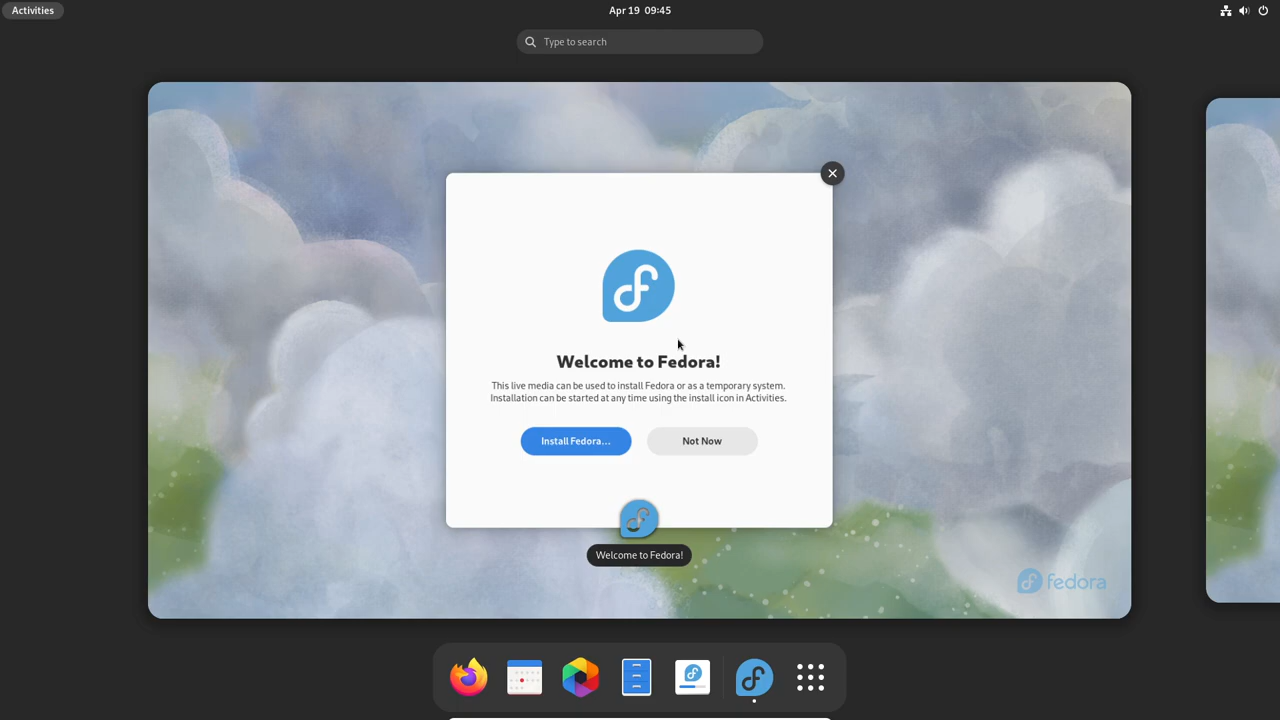 Activities
Apr 19 09:45
Type to search
Welcome to Fedora!
This live media can be used to install Fedora or as a temporary system.
Installation can be started at any time using the install icon in Activities.
Install Fedora...
Not Now
Welcome to Fedora!
fedora